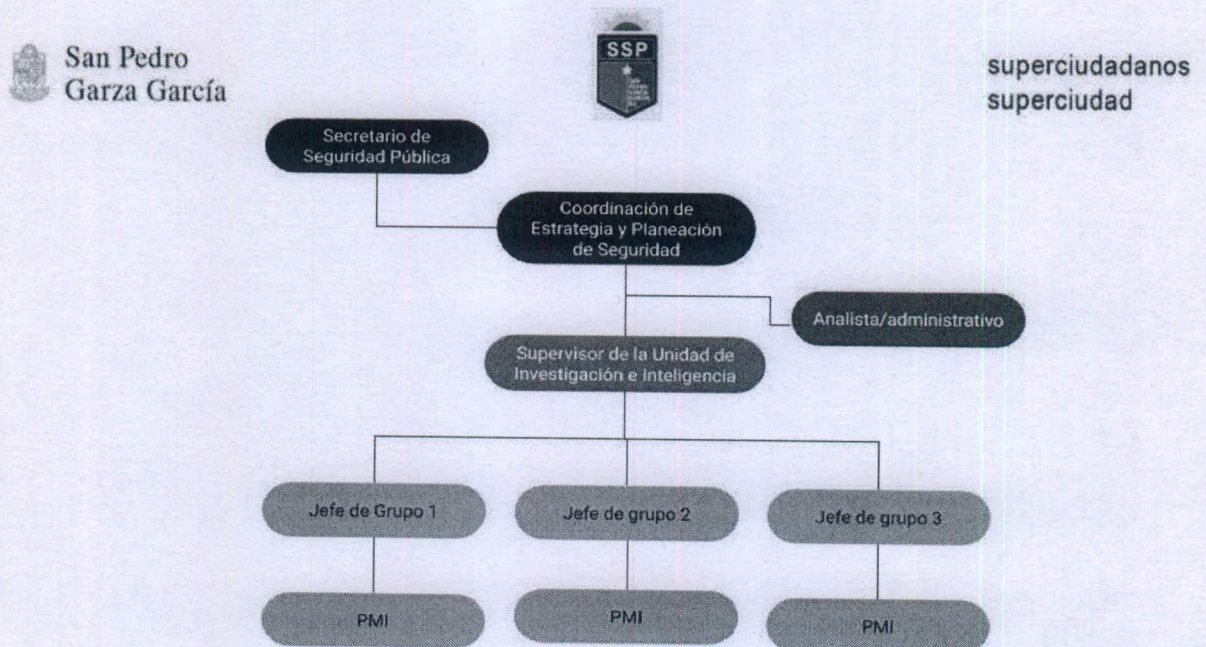 San Pedro
Garza García
SSP
superciudadanos
superciudad
Secretario de
Seguridad Pública
Coordinación de
Estrategia y Planeación
de Seguridad
Analista/administrativo
Supervisor de la Unidad de
Investigación e Inteligencia
Jefe de Grupo 1
Jefe de grupo 2
Jefe de grupo 3
PMI
PMI
PMI